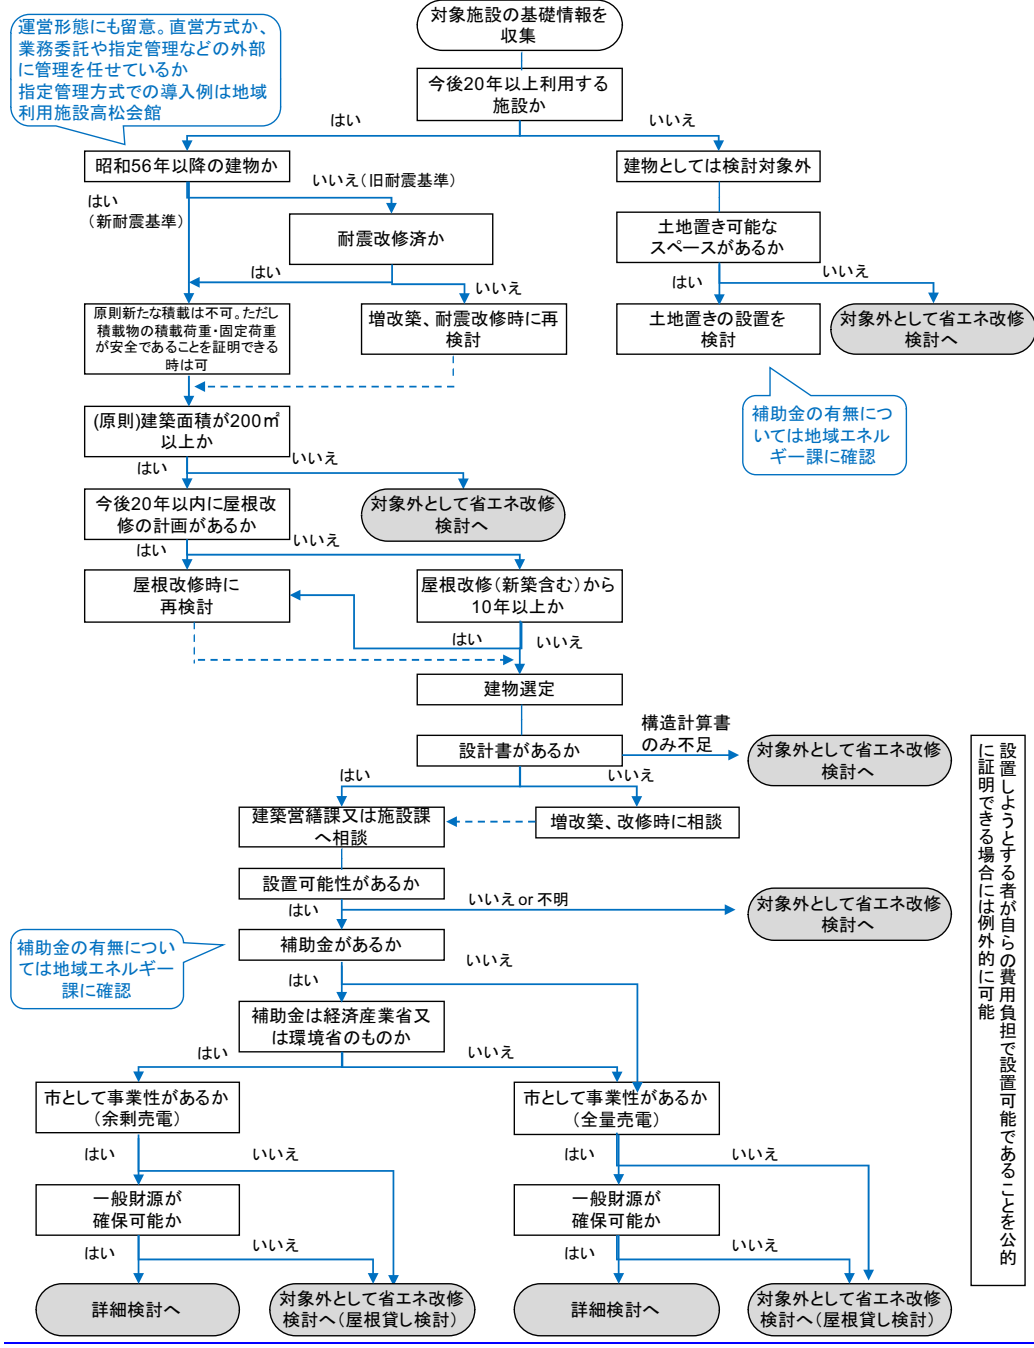 運営形態にも留意。直営方式か、
業務委託や指定管理などの外部
に管理を任せているか
指定管理方式での導入例は地域
利用施設高松会館
対象施設の基礎情報を
収集
今後20年以上利用する
施設か
はい
いいえ
昭和56年以降の建物か
建物としては検討対象外
はい
（新耐震基準）
いいえ（旧耐震基準）
耐震改修済か
土地置き可能な
スペースがあるか
はい
いいえ
はい
いいえ
原則新たな積載は不可。ただし
積載物の積載荷重・固定荷重
が安全であることを証明できる
時は可
増改築、耐震改修時に再
検討
土地置きの設置を
検討
対象外として省エネ改修
検討へ
補助金の有無につ
いては地域エネル
ギー課に確認
(原則)建築面積が200㎡
以上か
はい
いいえ
今後20年以内に屋根改
修の計画があるか
対象外として省エネ改修
検討へ
はい
いいえ
屋根改修時に
再検討
屋根改修（新築含む）から
10年以上か
はい
いいえ
建物選定
設計書があるか
構造計算書
のみ不足
対象外として省エネ改修
検討へ
はい
いいえ
建築営繕課又は施設課
へ相談
増改築、改修時に相談
設置可能性があるか
はい
いいえ or 不明
対象外として省エネ改修
検討へ
補助金があるか
補助金の有無につい
ては地域エネルギー
課に確認
はい
いいえ
補助金は経済産業省又
は環境省のものか
はい
いいえ
市として事業性があるか
（余剰売電）
市として事業性があるか
（全量売電）
はい
いいえ
はい
いいえ
一般財源が
確保可能か
一般財源が
確保可能か
はい
いいえ
はい
いいえ
詳細検討へ
対象外として省エネ改修
検討へ（屋根貸し検討）
詳細検討へ
対象外として省エネ改修
検討へ（屋根貸し検討）
設置しようとする者が自らの費用負担で設置可能であることを公的
に証明できる場合には例外的に可能